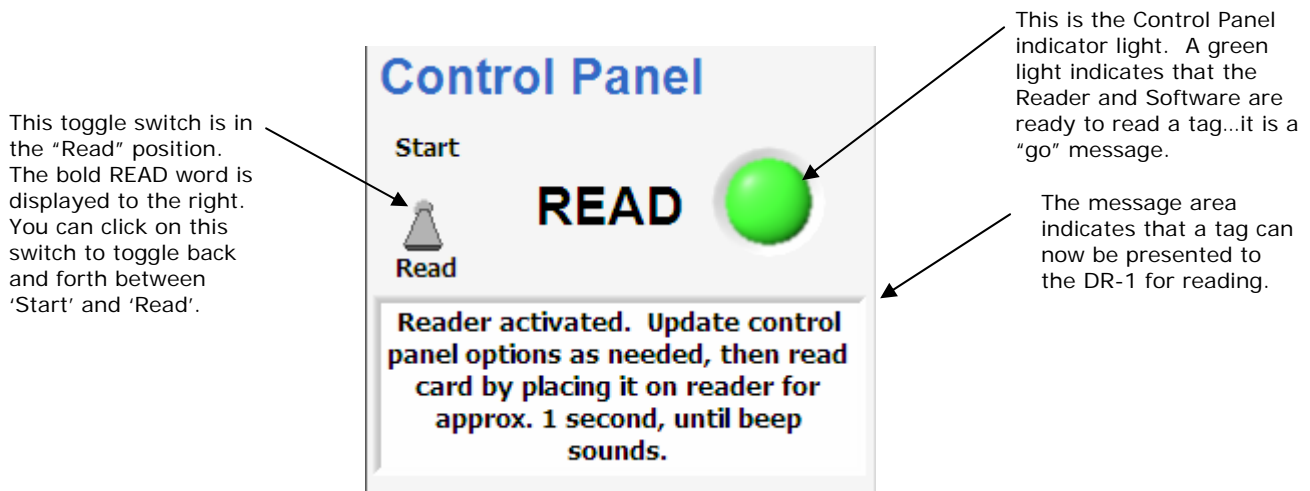 This toggle switch is in
the “Read” position.
The bold READ word is
displayed to the right.
You can click on this
switch to toggle back
and forth between
‘Start’ and ‘Read’.
Control Panel
Start
READ
Read
Reader activated.  Update control
panel options as needed, then read
card by placing it on reader for
approx. 1 second, until beep
sounds.
This is the Control Panel
indicator light.  A green
light indicates that the
Reader and Software are
ready to read a tag...it is a
“go” message.
The message area
indicates that a tag can
now be presented to
the DR-1 for reading.